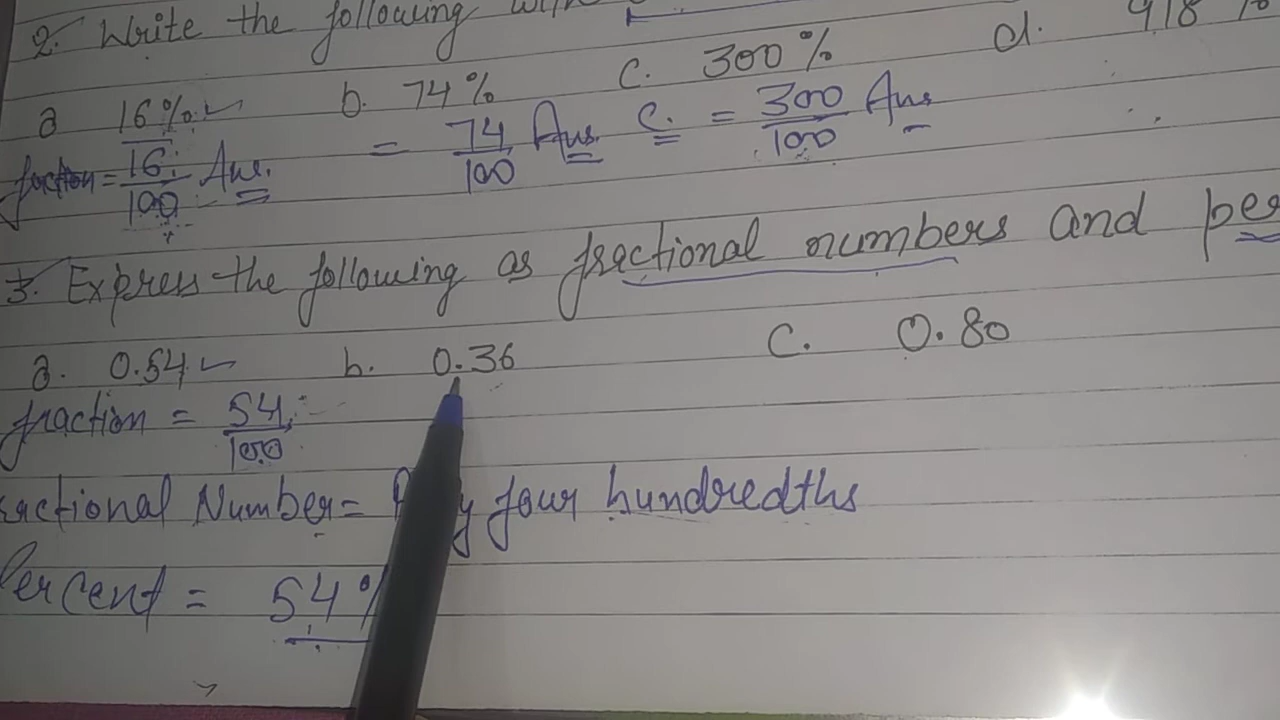 2. Write the following
a 16% b. 74% c. 300% d. 918 %
fraction = 16/100 Ans. = 74/100 Ans c. = 300/100 Ans
3. Express the following as fractional numbers and per
a. 0.54 b. 0.36 c. 0.80
fraction = 54/100
ractional Number = four hundredths
Percent = 54%